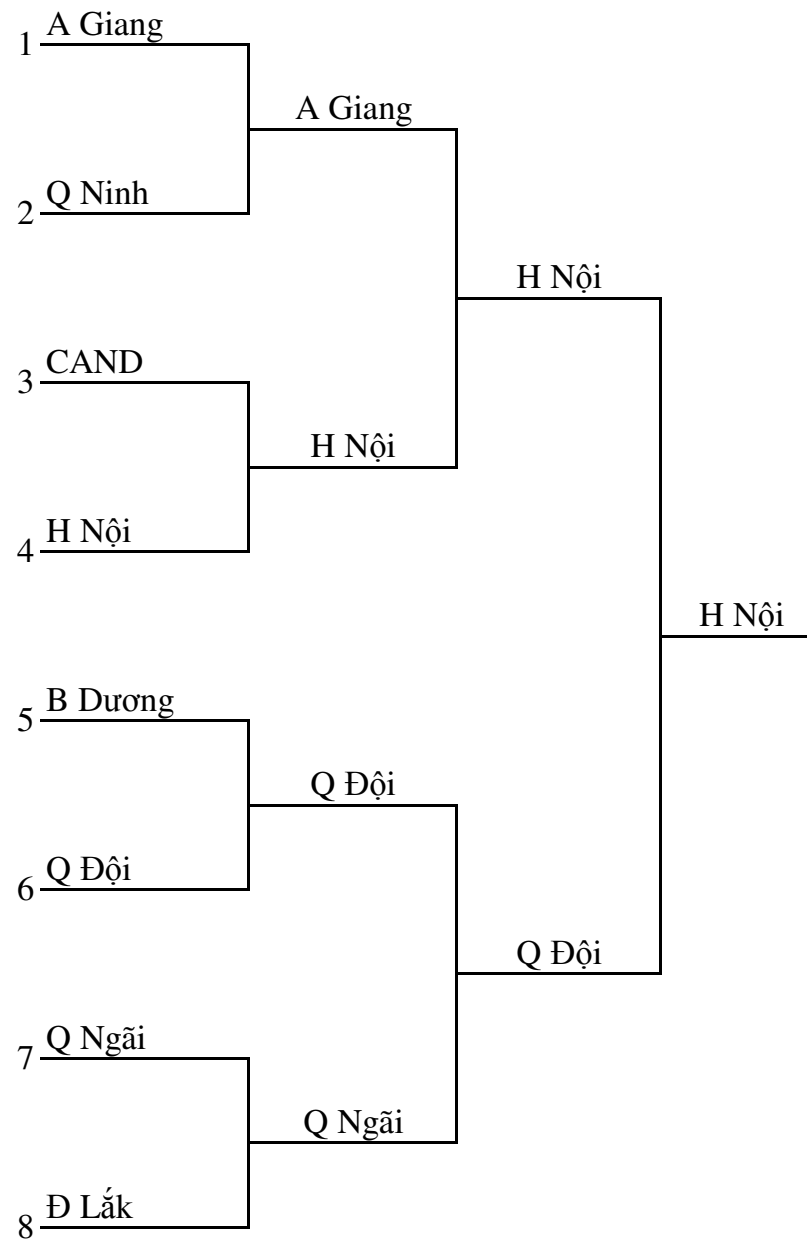 1 A Giang
A Giang
2 Q Ninh
H Nội
3 CAND
H Nội
4 H Nội
H Nội
5 B Dương
Q Đội
6 Q Đội
Q Đội
7 Q Ngãi
Q Ngãi
8 Đ Lắk